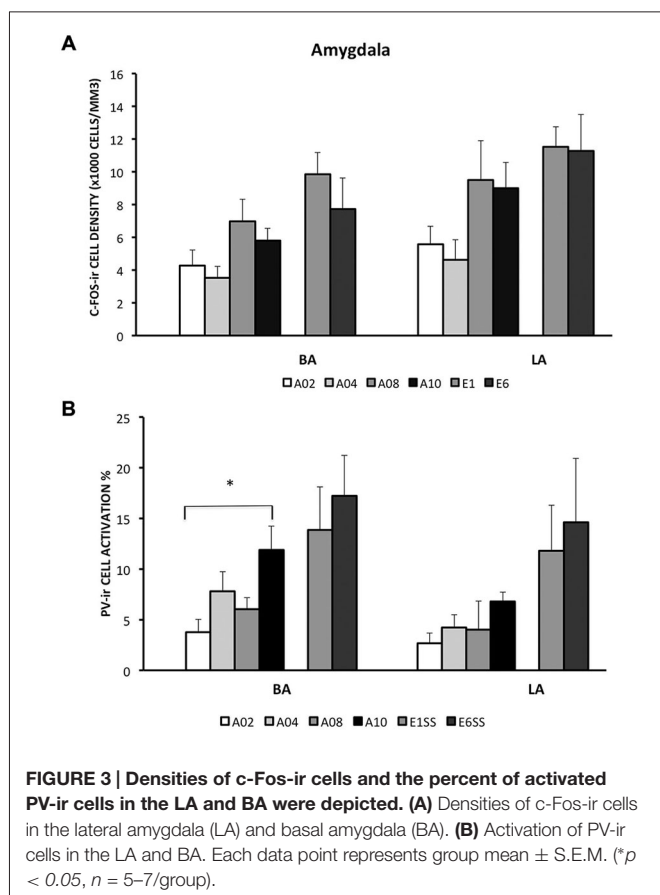 A
Amygdala
C-FOS-ir CELL DENSITY (x1000 CELLS/MM3)
16
14
12
10
8
6
4
2
0
BA LA
A02 A04 A08 A10 E1 E6
B
PV-ir CELL ACTIVATION %
25
20
15
10
5
0
*
BA LA
A02 A04 A08 A10 E1SS E6SS
FIGURE 3 | Densities of c-Fos-ir cells and the percent of activated
PV-ir cells in the LA and BA were depicted. (A) Densities of c-Fos-ir cells
in the lateral amygdala (LA) and basal amygdala (BA). (B) Activation of PV-ir
cells in the LA and BA. Each data point represents group mean ± S.E.M. (*p
< 0.05, n = 5–7/group).